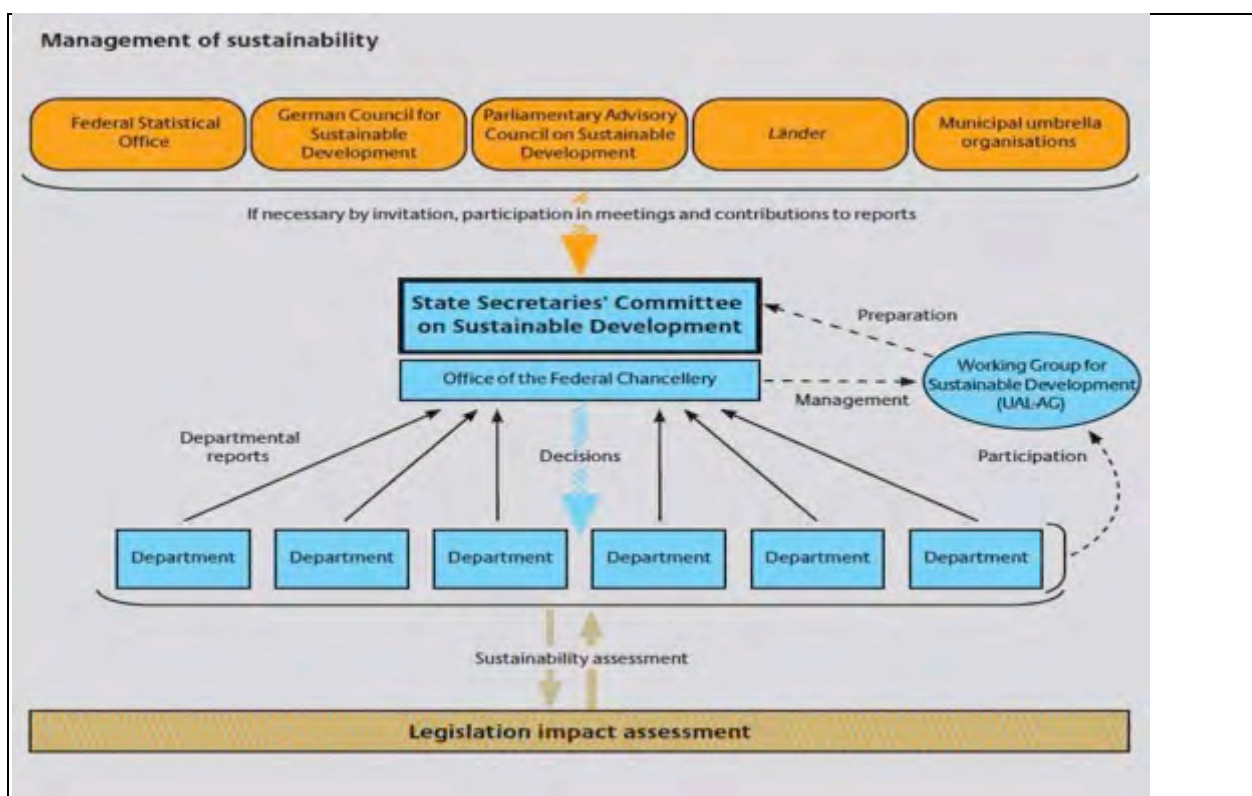 Management of sustainability
Federal Statistical
Office
German Council for
Sustainable
Development
Parliamentary Advisory
Council on Sustainable
Development
Länder
Municipal umbrella
organisations
If necessary by invitation, participation in meetings and contributions to reports
State Secretaries' Committee
on Sustainable Development
Office of the Federal Chancellery
Preparation
Working Group for
Sustainable Development
(UAL-AG)
Management
Departmental
reports
Decisions
Participation
Department
Department
Department
Department
Department
Department
Sustainability assessment
Legislation impact assessment